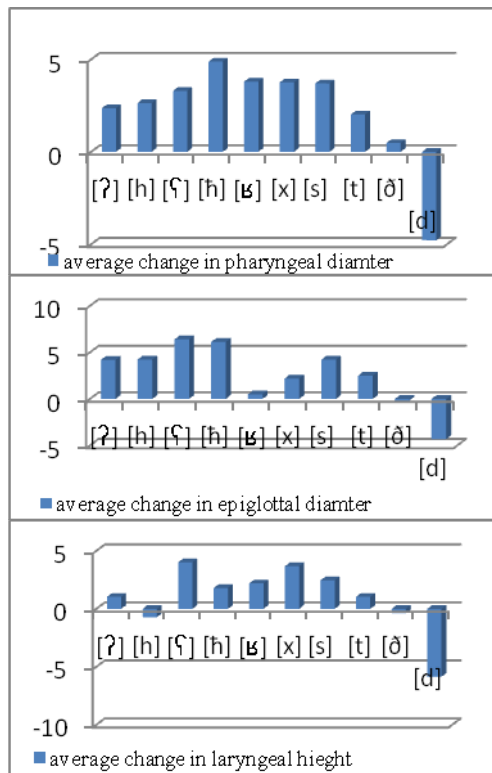 5
0
[ʔ] [h] [ʕ] [ħ] [ʁ] [x] [s] [t] [ð]
[d]
-5
average change in pharyngeal diamter
10
5
0
[ʔ] [h] [ʕ] [ħ] [ʁ] [x] [s] [t] [ð]
-5
[d]
average change in epiglottal diamter
5
0
[ʔ] [h] [ʕ] [ħ] [ʁ] [x] [s] [t] [ð]
[d]
-5
-10
average change in laryngeal hieght